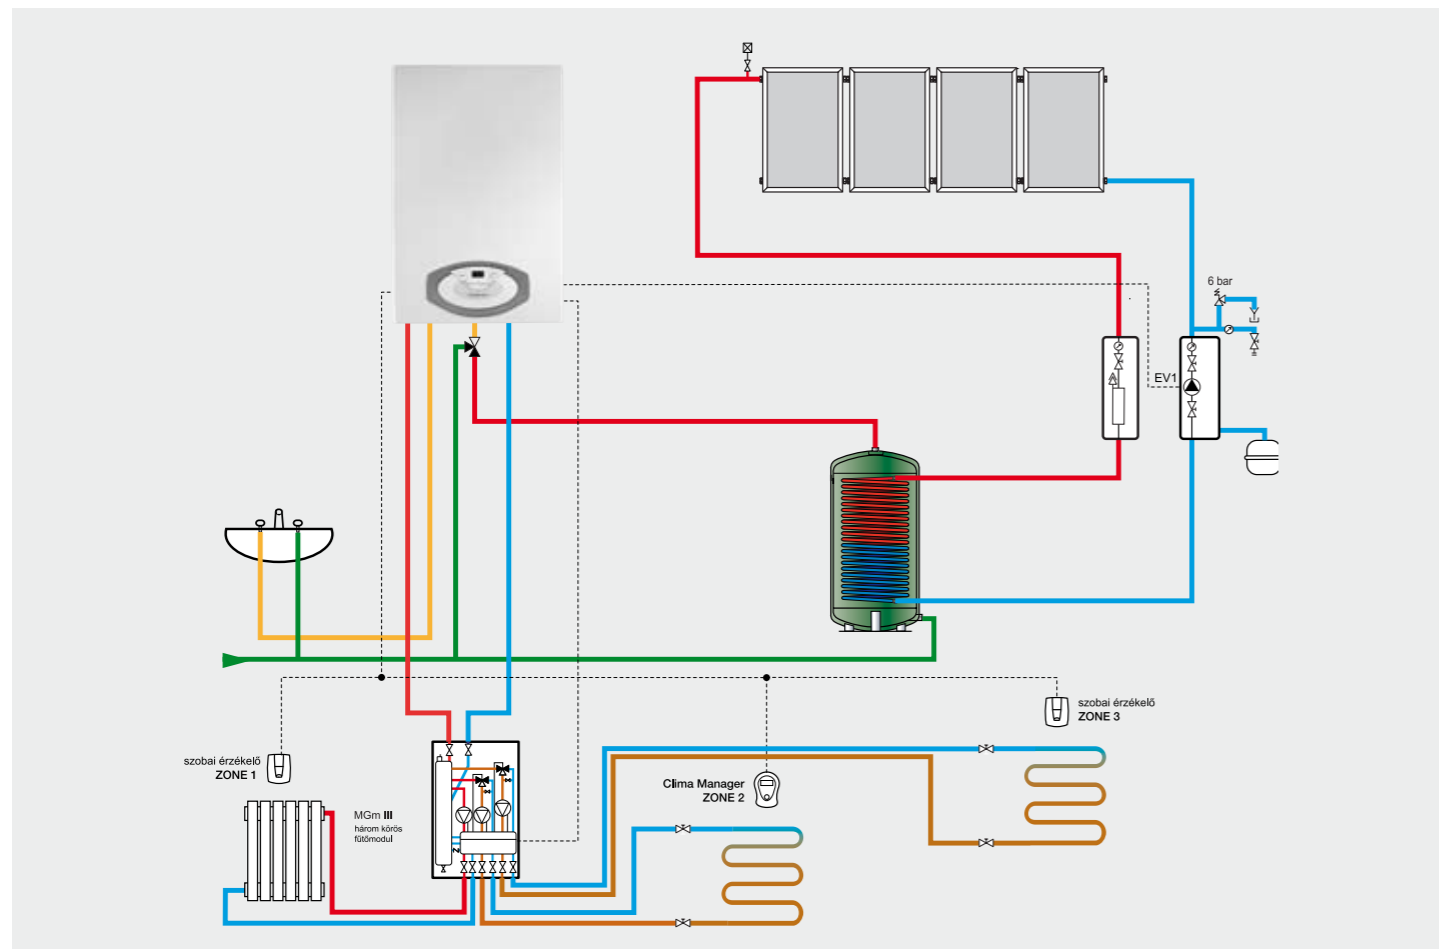 6 bar
EV1
szobai érzékelő
ZONE 3
szobai érzékelő
ZONE 1
Clima Manager
ZONE 2
MGm III
három körös
fűtőmodul